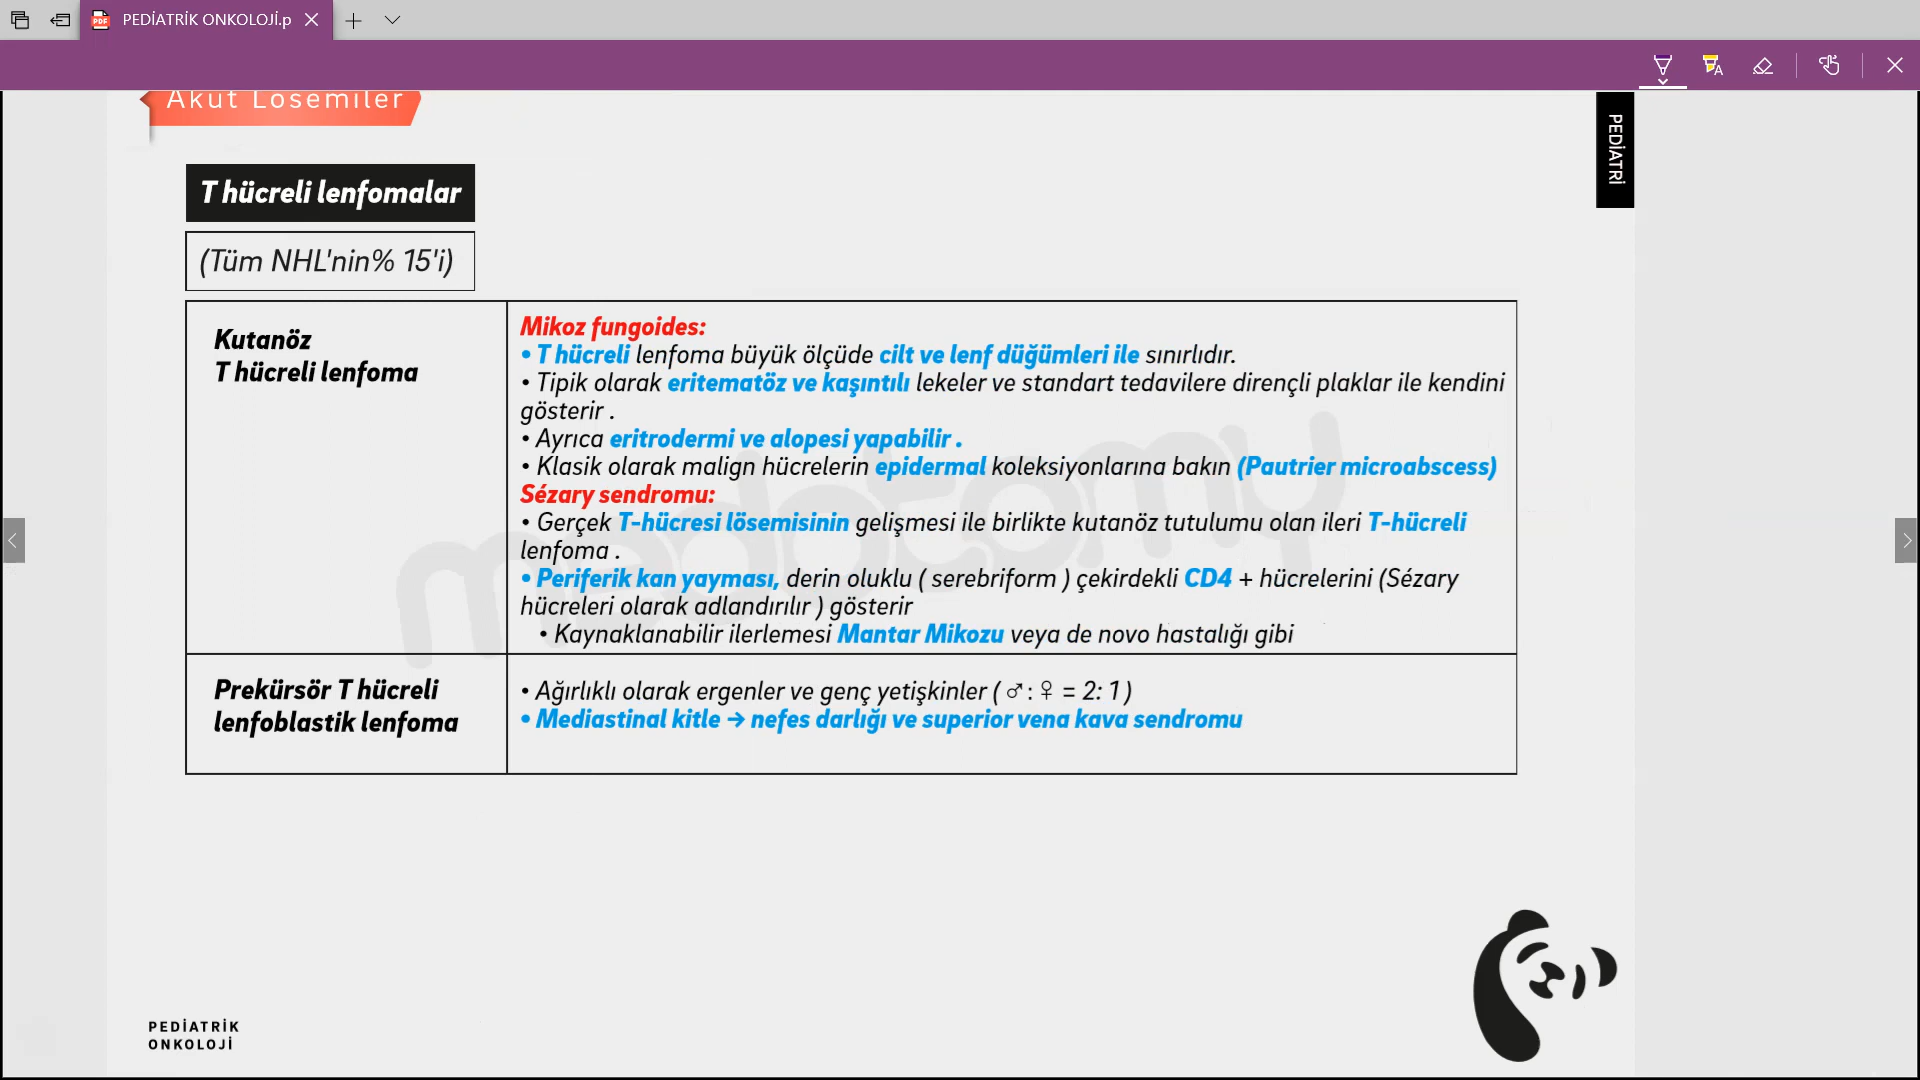 PEDİATRİK ONKOLOJİ.p
Akut Lösemiler
PEDİATRİ
T hücreli lenfomalar
(Tüm NHL'nin% 15'i)
Kutanöz
T hücreli lenfoma
Mikoz fungoides:
• T hücreli lenfoma büyük ölçüde cilt ve lenf düğümleri ile sınırlıdır.
• Tipik olarak eritematöz ve kaşıntılı lekeler ve standart tedavilere dirençli plaklar ile kendini
gösterir .
• Ayrıca eritrodermi ve alopesi yapabilir .
• Klasik olarak malign hücrelerin epidermal koleksiyonlarına bakın (Pautrier microabscess)
Sézary sendromu:
• Gerçek T-hücresi lösemisinin gelişmesi ile birlikte kutanöz tutulumu olan ileri T-hücreli
lenfoma .
• Periferik kan yayması, derin oluklu ( serebriform ) çekirdekli CD4 + hücrelerini (Sézary
hücreleri olarak adlandırılır ) gösterir
• Kaynaklanabilir ilerlemesi Mantar Mikozu veya de novo hastalığı gibi
Prekürsör T hücreli
lenfoblastik lenfoma
• Ağırlıklı olarak ergenler ve genç yetişkinler ( ♂ : ♀ = 2: 1 )
• Mediastinal kitle → nefes darlığı ve superior vena kava sendromu
medotomy
PEDİATRİK
ONKOLOJİ